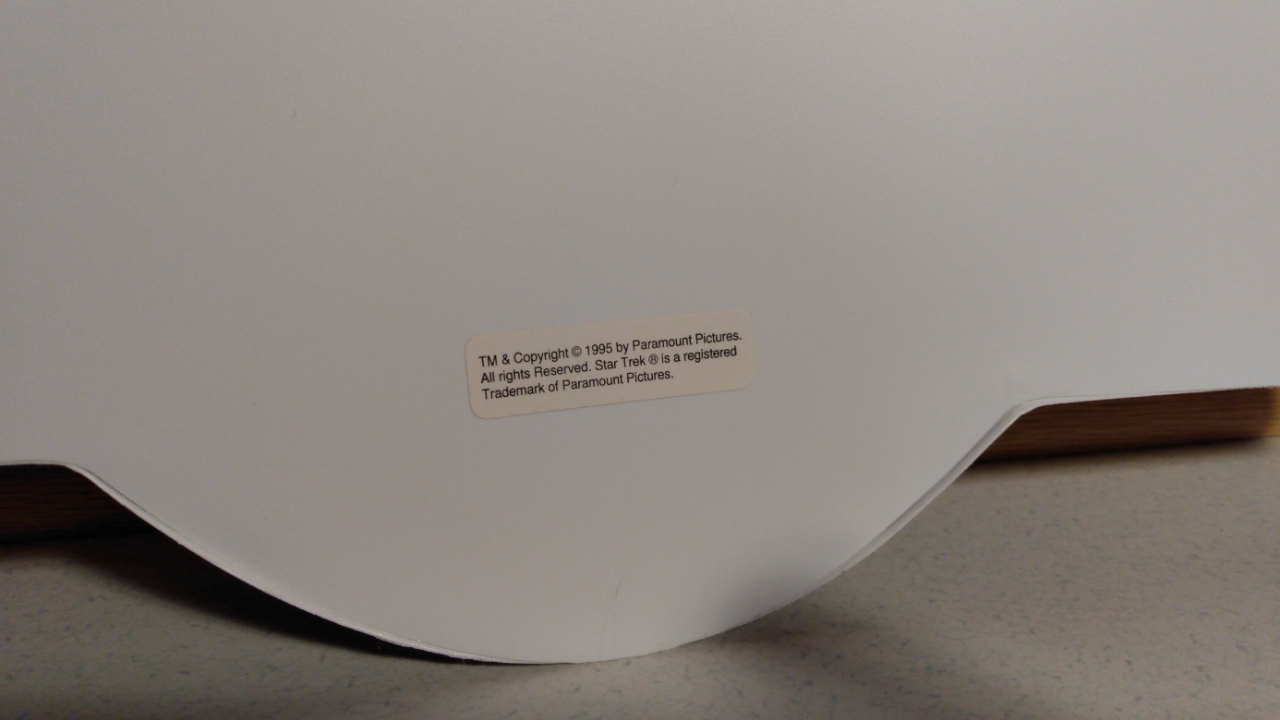 TM & Copyright © 1995 by Paramount Pictures.
All rights Reserved. Star Trek ® is a registered
Trademark of Paramount Pictures.